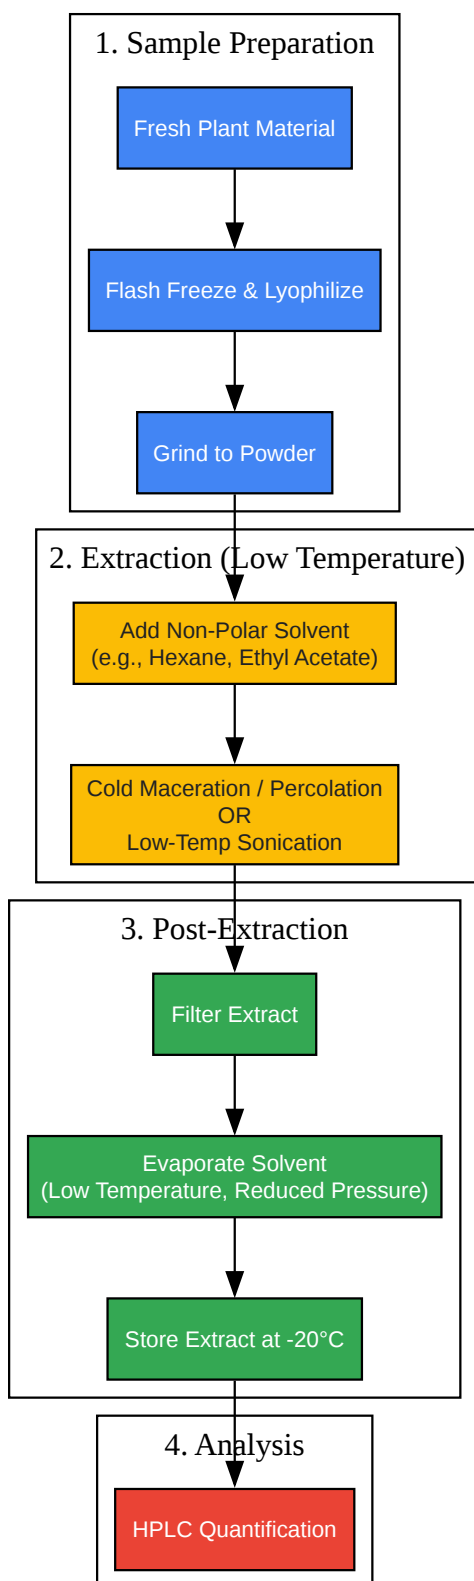 1. Sample Preparation
Fresh Plant Material
Flash Freeze & Lyophilize
Grind to Powder
2. Extraction (Low Temperature)
Add Non-Polar Solvent
(e.g., Hexane, Ethyl Acetate)
Cold Maceration / Percolation
OR
Low-Temp Sonication
3. Post-Extraction
Filter Extract
Evaporate Solvent
(Low Temperature, Reduced Pressure)
Store Extract at -20°C
4. Analysis
HPLC Quantification